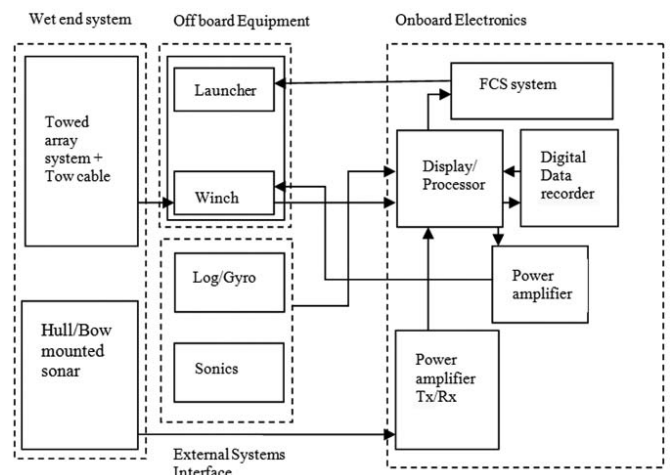 Wet end system
Off board Equipment
Onboard Electronics
Towed
array
system +
Tow cable
Launcher
Winch
FCS system
Display/
Processor
Digital
Data
recorder
Log/Gyro
Power
amplifier
Hull/Bow
mounted
sonar
Sonics
Power
amplifier
Tx/Rx
External Systems
Interface